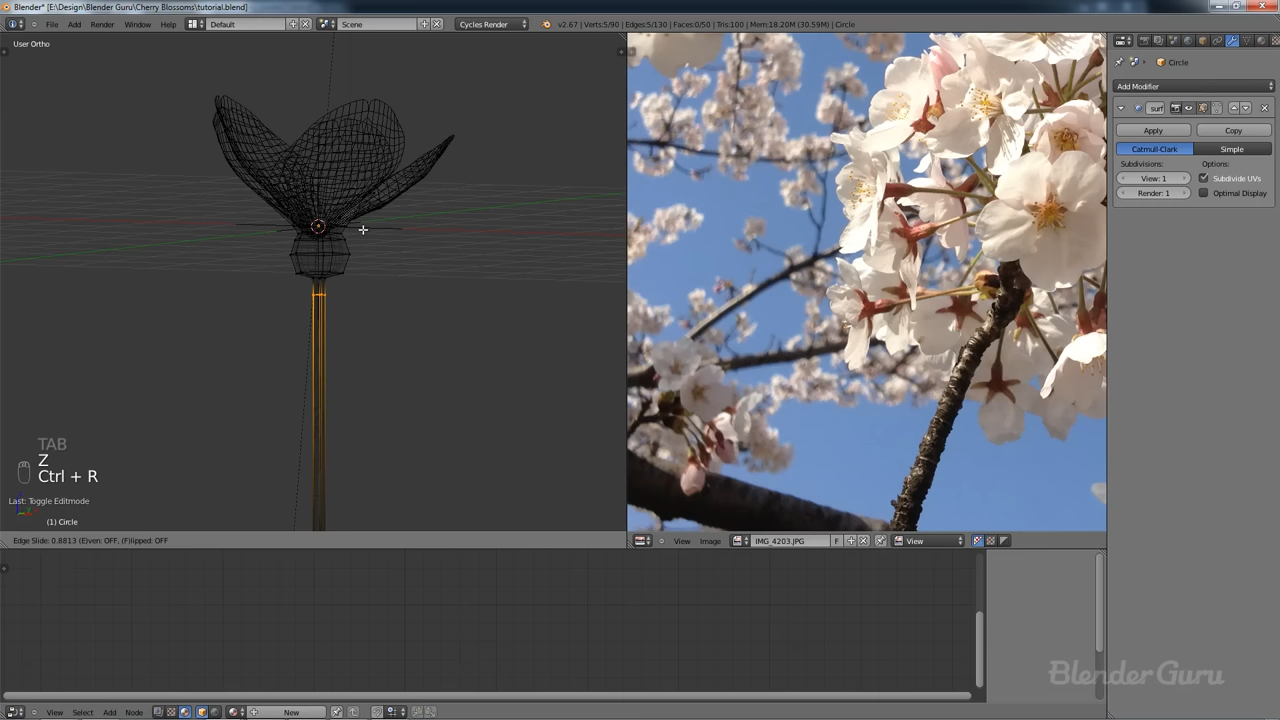 Blender* [E:\Design\Blender Guru\Cherry Blossoms\tutorial.blend]
File Add Render Window Help Default Scene Cycles Render v2.67 | Verts:5/90 | Edges:5/130 | Faces:0/50 | Tris:100 | Mem:18.20M (30.59M) | Circle
User Ortho
Circle
Add Modifier
surf
Apply Copy
Catmull-Clark Simple
Subdivisions: Options:
View: 1 Subdivide UVs
Render: 1 Optimal Display
TAB
Z
Ctrl + R
Last: Toggle Editmode
(1) Circle
Edge Slide: 0.8813 (E)ven: OFF, (F)lipped: OFF
View Image IMG_4203.JPG F View
BlenderGuru
View Select Add Node New